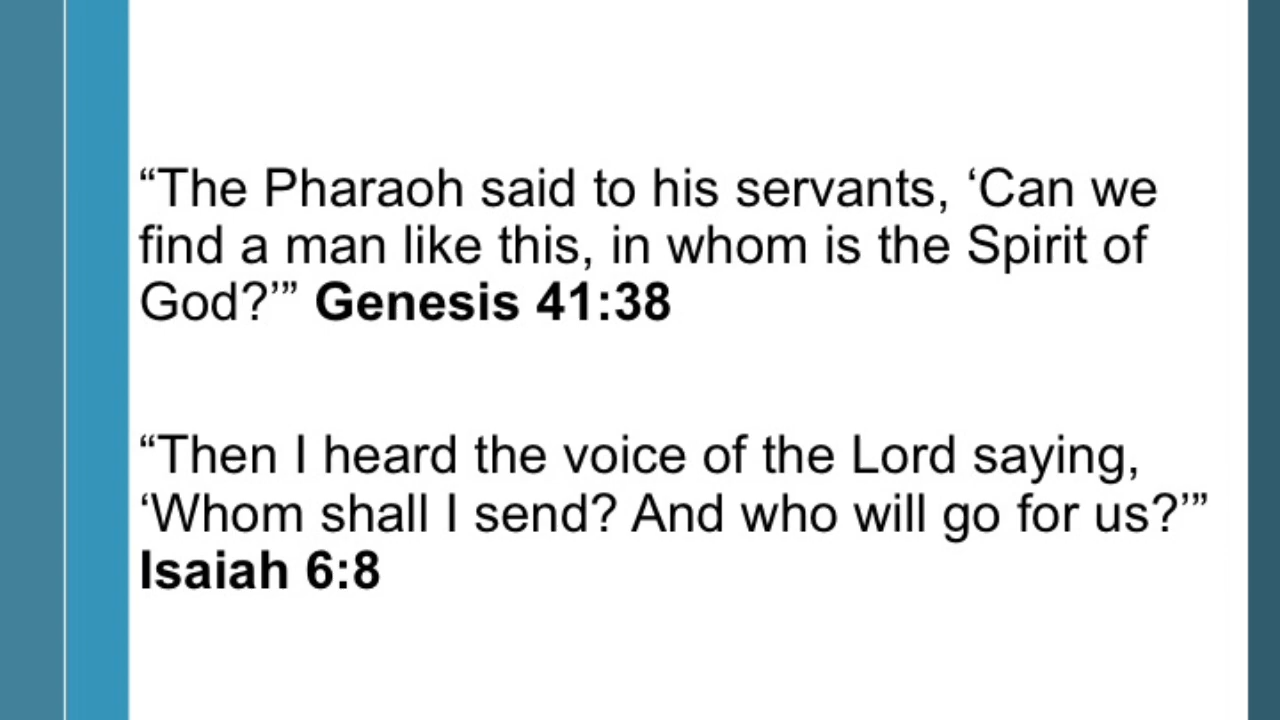 “The Pharaoh said to his servants, ‘Can we
find a man like this, in whom is the Spirit of
God?’” Genesis 41:38
“Then I heard the voice of the Lord saying,
‘Whom shall I send? And who will go for us?’”
Isaiah 6:8